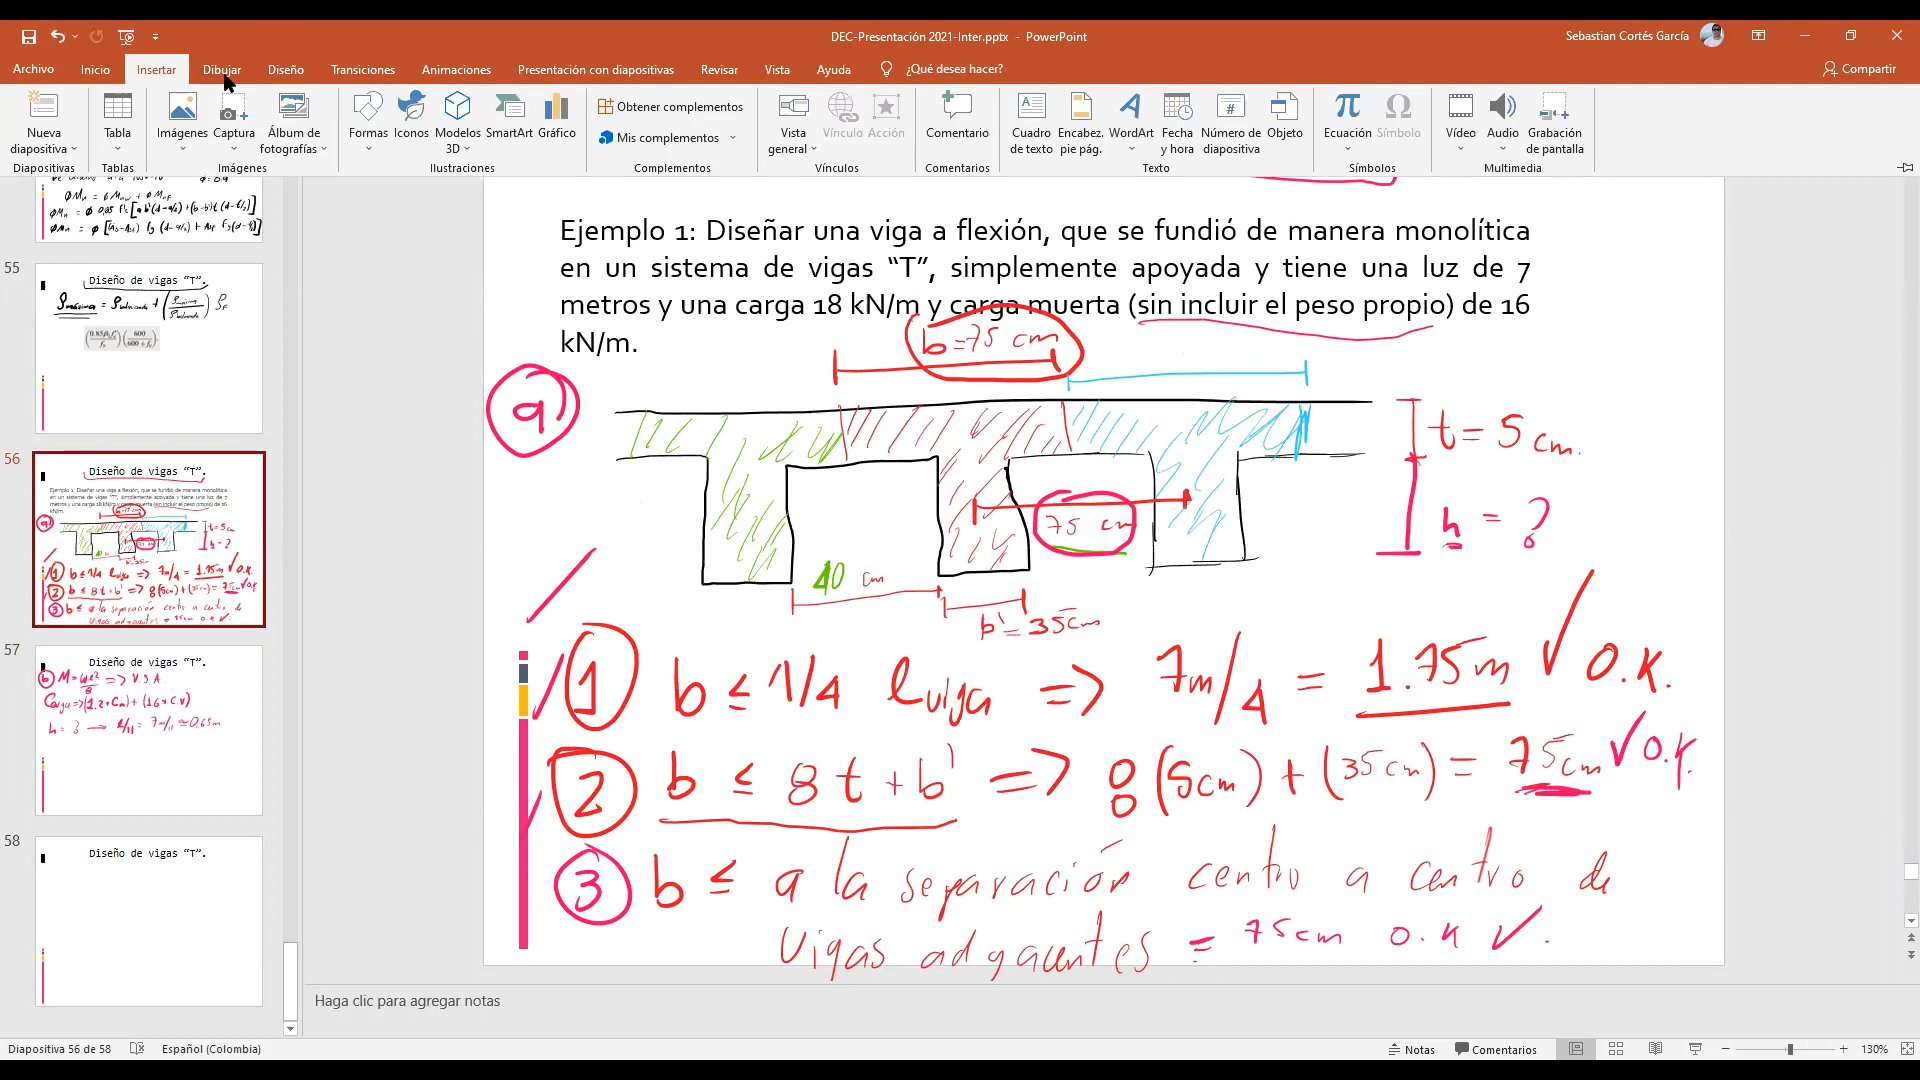 DEC-Presentación 2021-Inter.pptx - PowerPoint
Sebastian Cortés García
Archivo Inicio Insertar Dibujar Diseño Transiciones Animaciones Presentación con diapositivas Revisar Vista Ayuda ¿Qué desea hacer? Compartir
Nueva diapositiva
Tabla
Imágenes
Captura
Álbum de fotografías
Formas
Iconos
Modelos 3D
SmartArt
Gráfico
Obtener complementos
Mis complementos
Vista general
Vínculo
Acción
Comentario
Cuadro de texto
Encabez. pie pág.
WordArt
Fecha y hora
Número de diapositiva
Objeto
Ecuación
Símbolo
Vídeo
Audio
Grabación de pantalla
Diapositivas Tablas Imágenes Ilustraciones Complementos Vínculos Comentarios Texto Símbolos Multimedia
55
Diseño de vigas “T”.
56
Diseño de vigas “T”.
57
Diseño de vigas “T”.
58
Diseño de vigas “T”.
Ejemplo 1: Diseñar una viga a flexión, que se fundió de manera monolítica
en un sistema de vigas “T”, simplemente apoyada y tiene una luz de 7
metros y una carga 18 kN/m y carga muerta (sin incluir el peso propio) de 16
kN/m.
b=75 cm
a)
t= 5 cm.
75 cm
h = ?
40 cm
b'=35cm
1 b ≤ 1/4 lviga => 7m/4 = 1.75m ✓ O.K.
2 b ≤ 8t+b' => 8(5cm)+(35cm)= 75cm ✓ O.K.
3 b ≤ a la separación centro a centro de
vigas adyacentes = 75cm O.K ✓.
Haga clic para agregar notas
Diapositiva 56 de 58 Español (Colombia) Notas Comentarios 130%